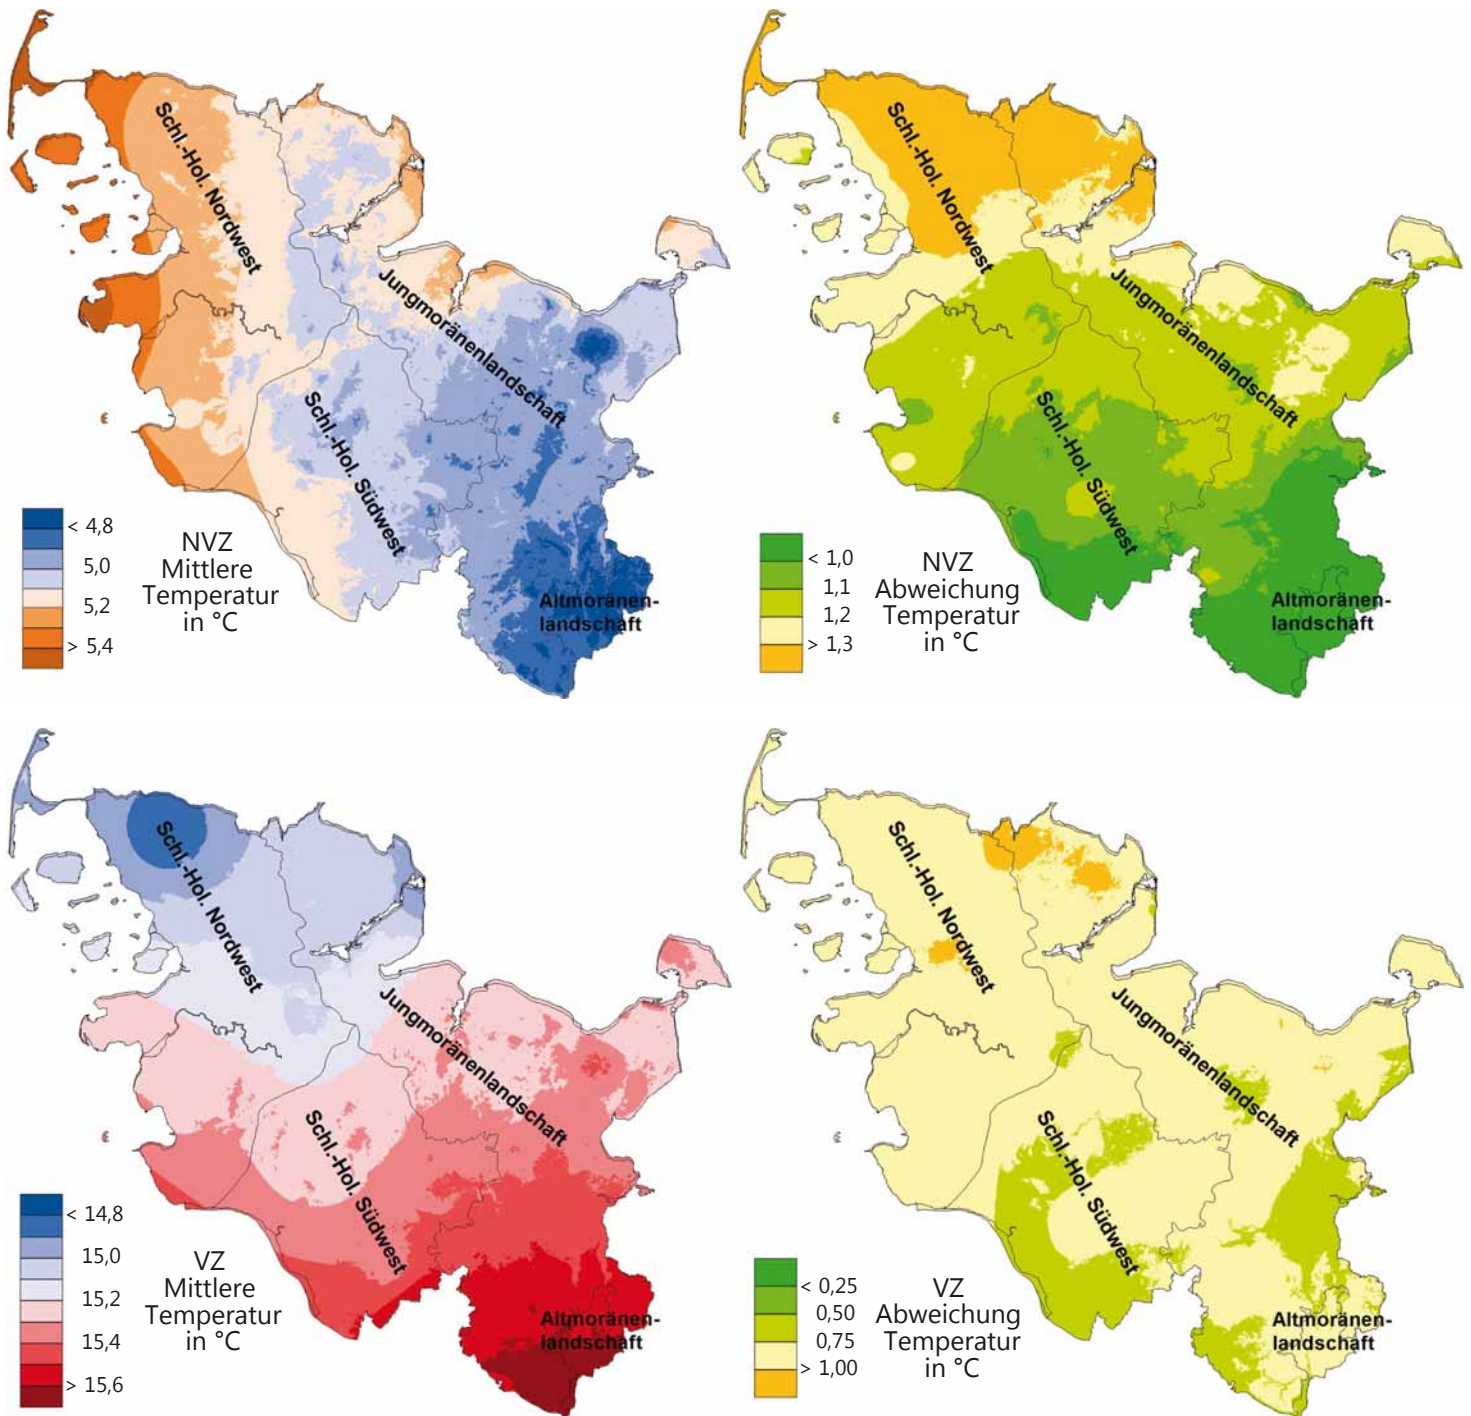 Schl.-Hol. Nordwest
Jungmoränenlandschaft
Schl.-Hol. Südwest
Altmoränen-
landschaft
< 4,8
5,0
5,2
> 5,4
NVZ
Mittlere
Temperatur
in °C
Schl.-Hol. Nordwest
Jungmoränenlandschaft
Schl.-Hol. Südwest
Altmoränen-
landschaft
< 1,0
1,1
1,2
> 1,3
NVZ
Abweichung
Temperatur
in °C
Schl.-Hol. Nordwest
Jungmoränenlandschaft
Schl.-Hol. Südwest
Altmoränen-
landschaft
< 14,8
15,0
15,2
15,4
> 15,6
VZ
Mittlere
Temperatur
in °C
Schl.-Hol. Nordwest
Jungmoränenlandschaft
Schl.-Hol. Südwest
Altmoränen-
landschaft
< 0,25
0,50
0,75
> 1,00
VZ
Abweichung
Temperatur
in °C